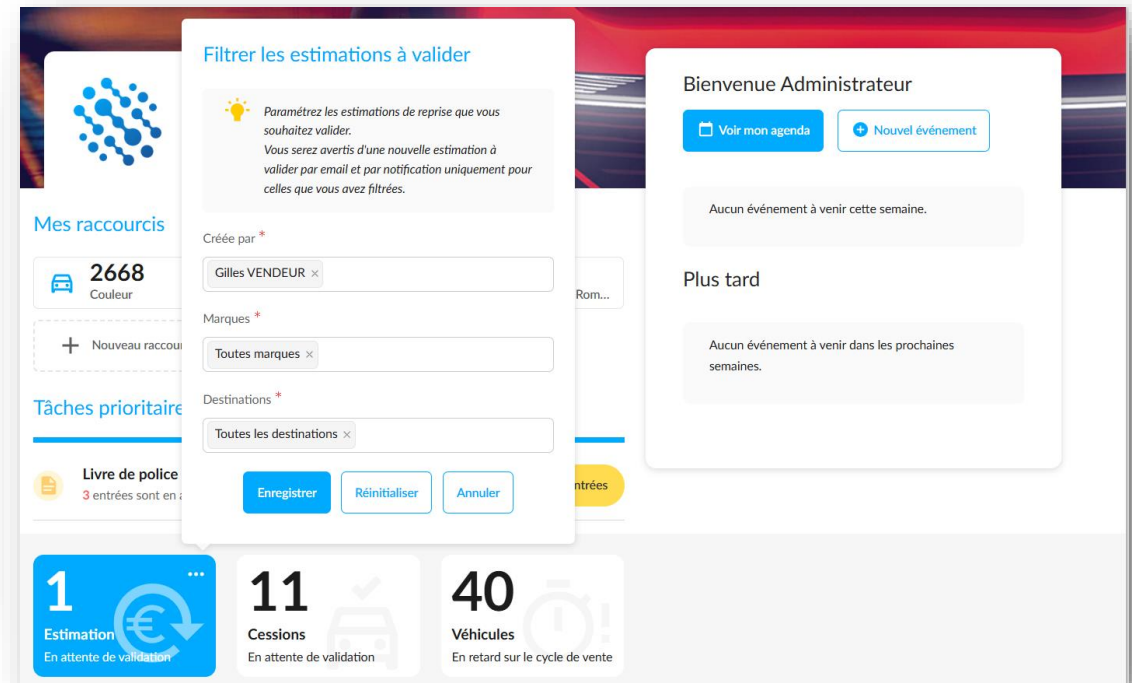 Filtrer les estimations à valider
Paramétrez les estimations de reprise que vous
souhaitez valider.
Vous serez avertis d'une nouvelle estimation à
valider par email et par notification uniquement pour
celles que vous avez filtrées.
Créée par *
Gilles VENDEUR ×
Marques *
Toutes marques ×
Destinations *
Toutes les destinations ×
Enregistrer
Réinitialiser
Annuler
Bienvenue Administrateur
Voir mon agenda
Nouvel événement
Aucun événement à venir cette semaine.
Plus tard
Aucun événement à venir dans les prochaines
semaines.
Mes raccourcis
2668
Couleur
Rom...
Nouveau raccou
Tâches prioritaire
Livre de police
3 entrées sont en a
ntrées
1
Estimation
En attente de validation
11
Cessions
En attente de validation
40
Véhicules
En retard sur le cycle de vente